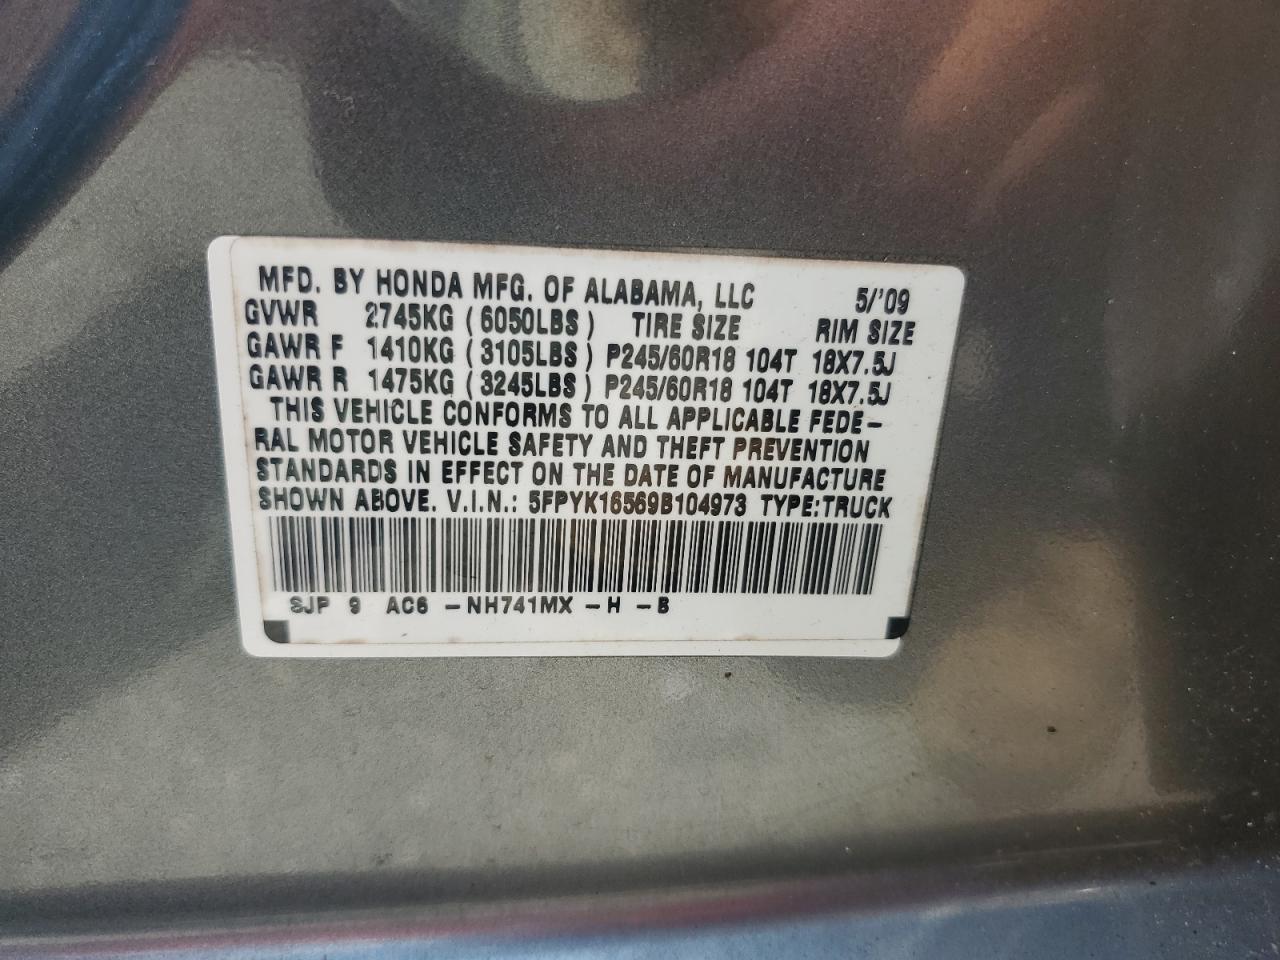 MFD. BY HONDA MFG. OF ALABAMA, LLC 5/'09
GVWR 2745KG (6050LBS) TIRE SIZE RIM SIZE
GAWR F 1410KG (3105LBS) P245/60R18 104T 18X7.5J
GAWR R 1475KG (3245LBS) P245/60R18 104T 18X7.5J
THIS VEHICLE CONFORMS TO ALL APPLICABLE FEDE-
RAL MOTOR VEHICLE SAFETY AND THEFT PREVENTION
STANDARDS IN EFFECT ON THE DATE OF MANUFACTURE
SHOWN ABOVE. V.I.N.: 5FPYK16569B104973 TYPE:TRUCK
SJP 9 AC6 -NH741MX -H -B